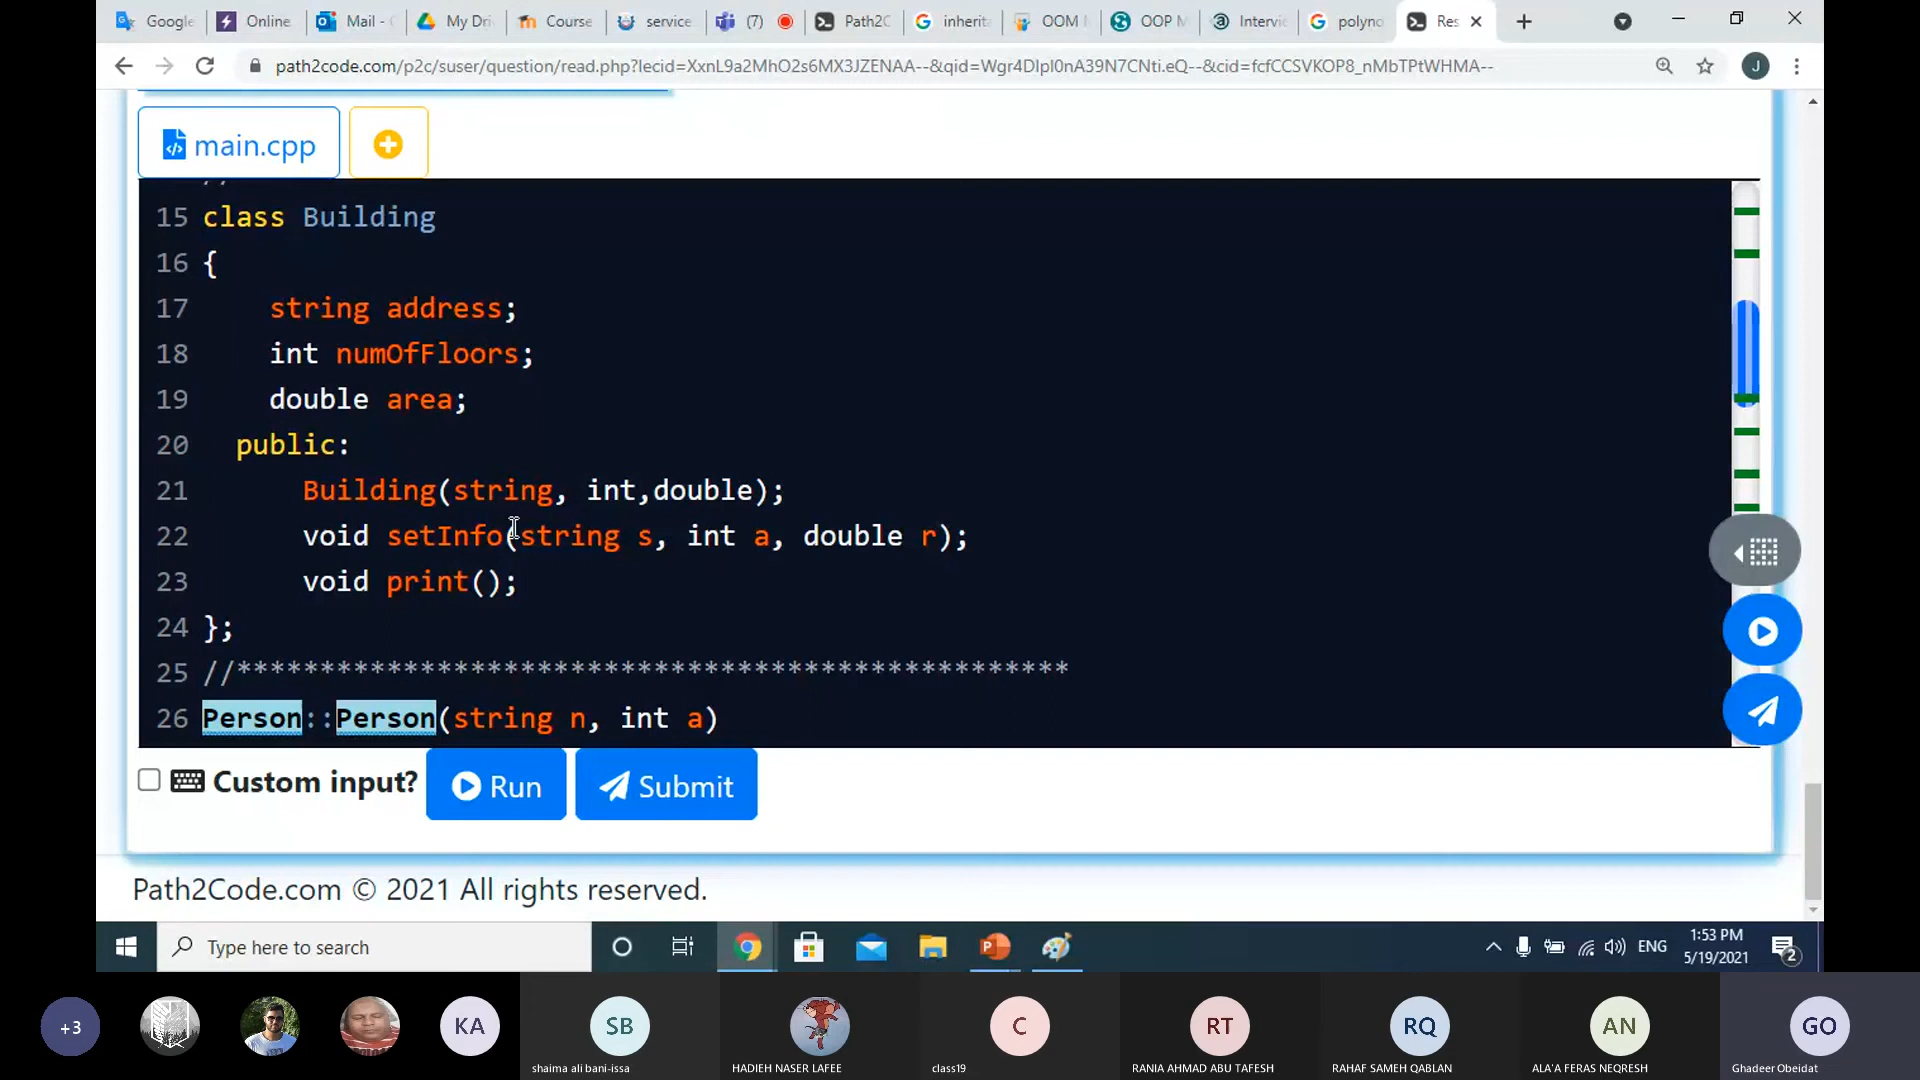 Google
Online
Mail -
My Dri
Course
service
(7)
Path2C
inherita
OOM
OOP M
Intervie
polyno
Res
path2code.com/p2c/suser/question/read.php?lecid=XxnL9a2MhO2s6MX3JZENAA--&qid=Wgr4DIpl0nA39N7CNti.eQ--&cid=fcfCCSVKOP8_nMbTPtWHMA--
J
main.cpp
15 class Building
16 {
17 string address;
18 int numOfFloors;
19 double area;
20 public:
21 Building(string, int,double);
22 void setInfo(string s, int a, double r);
23 void print();
24 };
25 //**************************************************
26 Person::Person(string n, int a)
Custom input?
Run
Submit
Path2Code.com © 2021 All rights reserved.
Type here to search
ENG
1:53 PM
5/19/2021
2
+3
KA
SB
C
RT
RQ
AN
GO
shaima ali bani-issa
HADIEH NASER LAFEE
class19
RANIA AHMAD ABU TAFESH
RAHAF SAMEH QABLAN
ALA'A FERAS NEQRESH
Ghadeer Obeidat